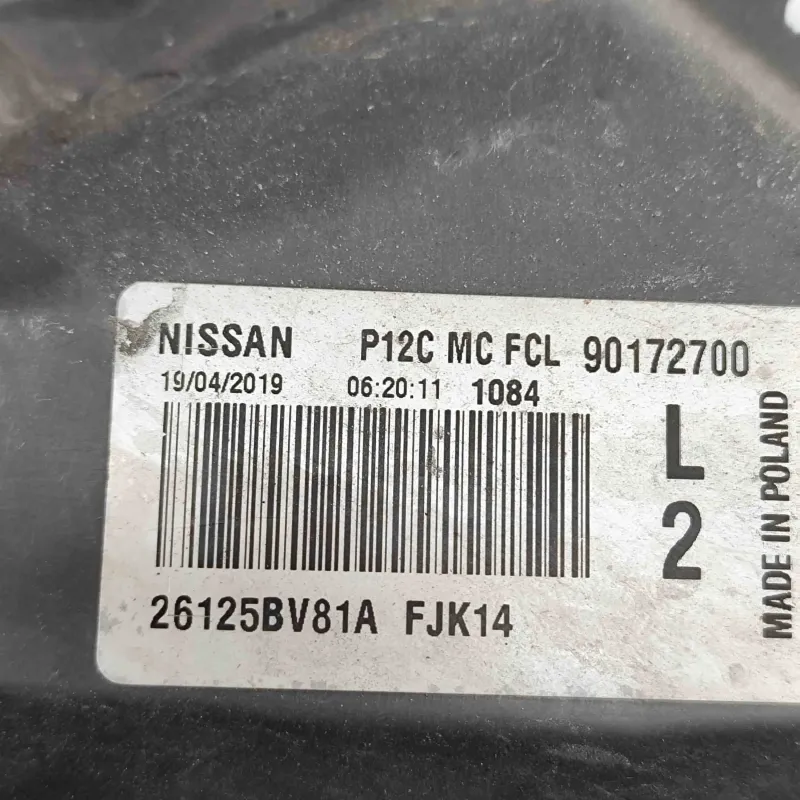 NISSAN P12C MC FCL 90172700
19/04/2019 06:20:11 1084
L
2
26125BV81A FJK14
MADE IN POLAND